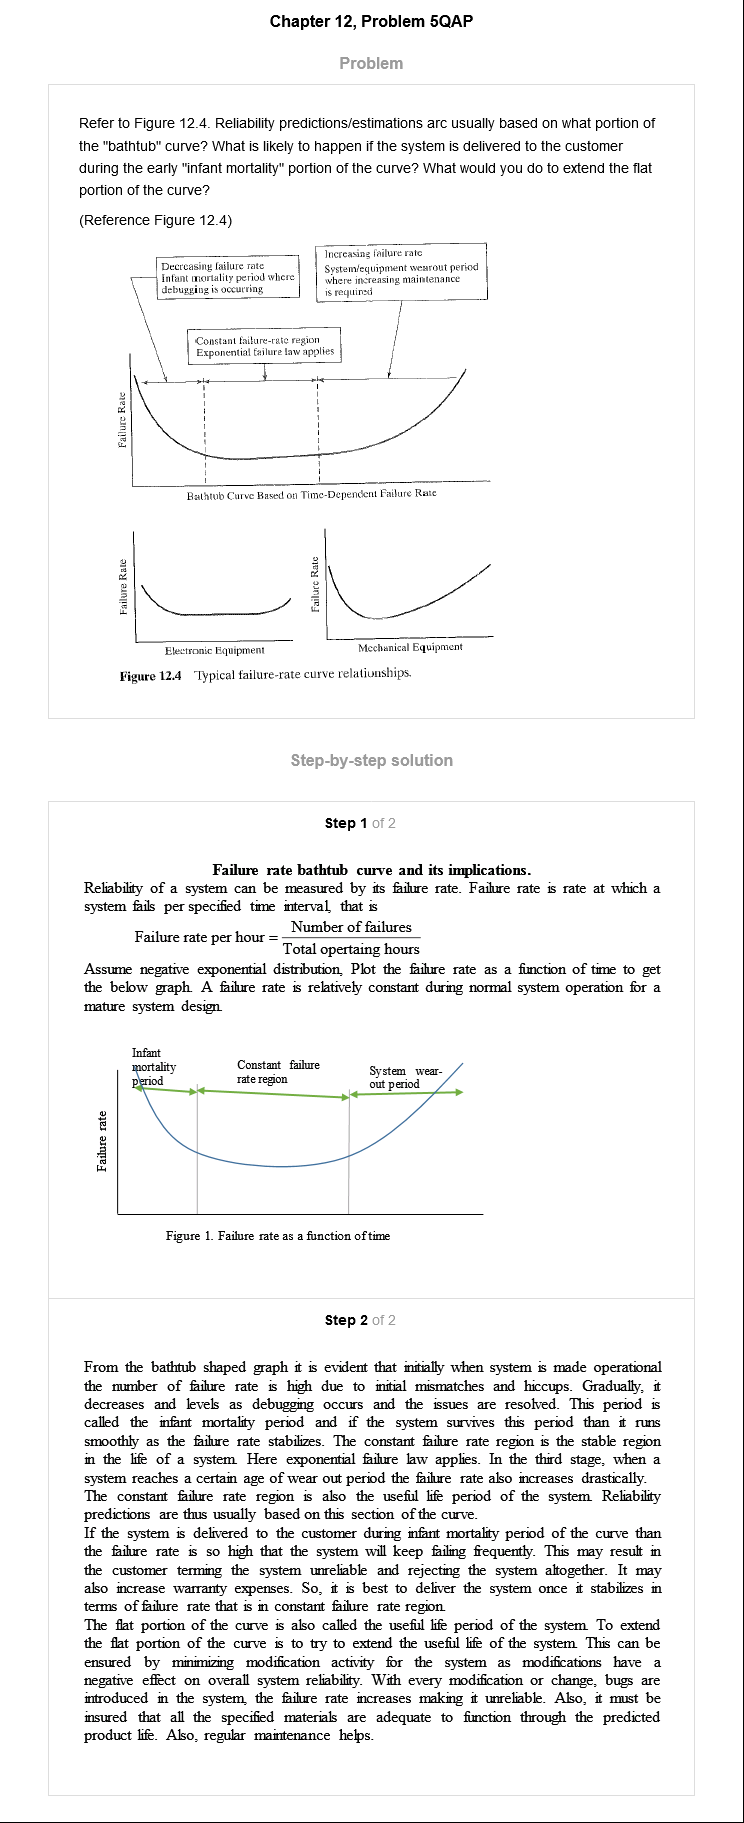 Chapter 12, Problem 5QAP
Problem
Refer to Figure 12.4. Reliability predictions/estimations arc usually based on what portion of
the "bathtub" curve? What is likely to happen if the system is delivered to the customer
during the early "infant mortality" portion of the curve? What would you do to extend the flat
portion of the curve?
(Reference Figure 12.4)
Decreasing failure rate
Infant mortality period where
debugging is occurring
Increasing failure rate
System/equipment wearout period
where increasing maintenance
is required
Constant failure-rate region
Exponential failure law applies
Failure Rate
Bathtub Curve Based on Time-Dependent Failure Rate
Failure Rate
Electronic Equipment
Failure Rate
Mechanical Equipment
Figure 12.4 Typical failure-rate curve relationships.
Step-by-step solution
Step 1 of 2
Failure rate bathtub curve and its implications.
Reliability of a system can be measured by its failure rate. Failure rate is rate at which a
system fails per specified time interval, that is
Failure rate per hour = Number of failures
Total opertaing hours
Assume negative exponential distribution, Plot the failure rate as a function of time to get
the below graph. A failure rate is relatively constant during normal system operation for a
mature system design.
Infant
mortality
period
Constant failure
rate region
System wear-
out period
Failure rate
Figure 1. Failure rate as a function of time
Step 2 of 2
From the bathtub shaped graph it is evident that initially when system is made operational
the number of failure rate is high due to initial mismatches and hiccups. Gradually, it
decreases and levels as debugging occurs and the issues are resolved. This period is
called the infant mortality period and if the system survives this period than it runs
smoothly as the failure rate stabilizes. The constant failure rate region is the stable region
in the life of a system. Here exponential failure law applies. In the third stage, when a
system reaches a certain age of wear out period the failure rate also increases drastically.
The constant failure rate region is also the useful life period of the system. Reliability
predictions are thus usually based on this section of the curve.
If the system is delivered to the customer during infant mortality period of the curve than
the failure rate is so high that the system will keep failing frequently. This may result in
the customer terming the system unreliable and rejecting the system altogether. It may
also increase warranty expenses. So, it is best to deliver the system once it stabilizes in
terms of failure rate that is in constant failure rate region.
The flat portion of the curve is also called the useful life period of the system. To extend
the flat portion of the curve is to try to extend the useful life of the system. This can be
ensured by minimizing modification activity for the system as modifications have a
negative effect on overall system reliability. With every modification or change, bugs are
introduced in the system, the failure rate increases making it unreliable. Also, it must be
insured that all the specified materials are adequate to function through the predicted
product life. Also, regular maintenance helps.